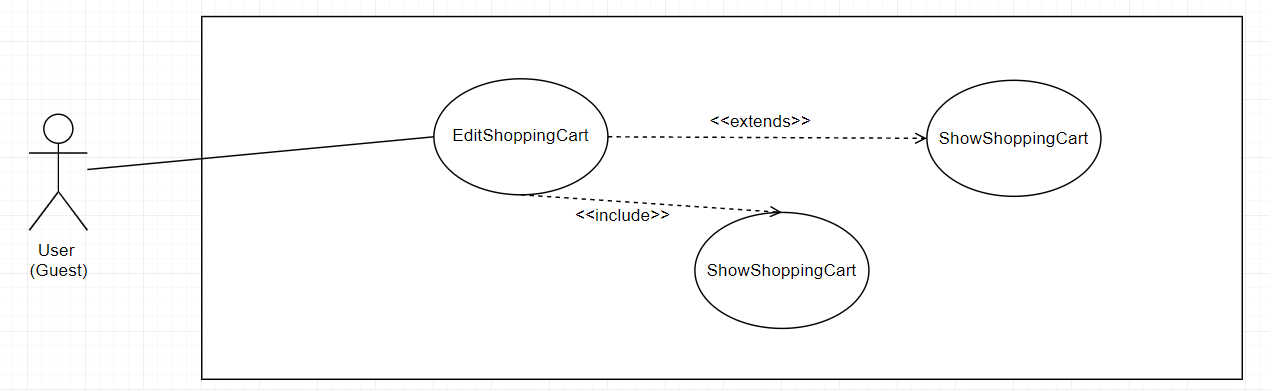 EditShoppingCart
<<extends>>
ShowShoppingCart
<<include>>
ShowShoppingCart
User
(Guest)